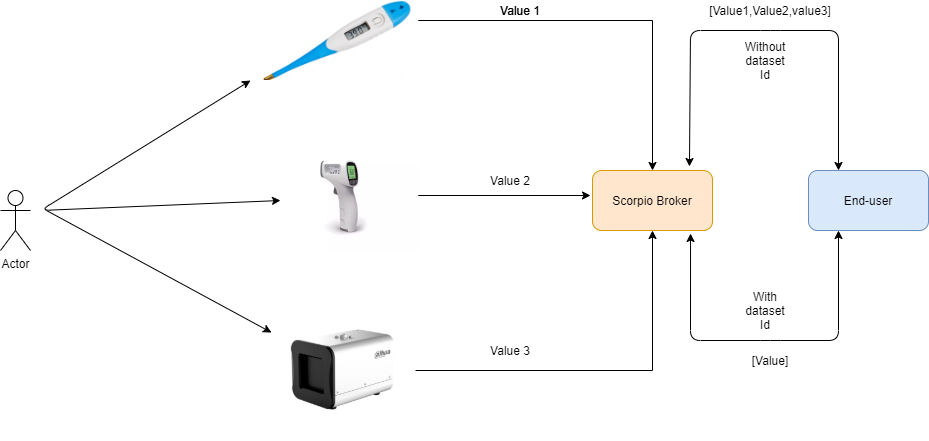 Value 1
[Value1,Value2,value3]
Without
dataset
Id
Value 2
Scorpio Broker
End-user
Actor
With
dataset
Id
Value 3
alhua
[Value]